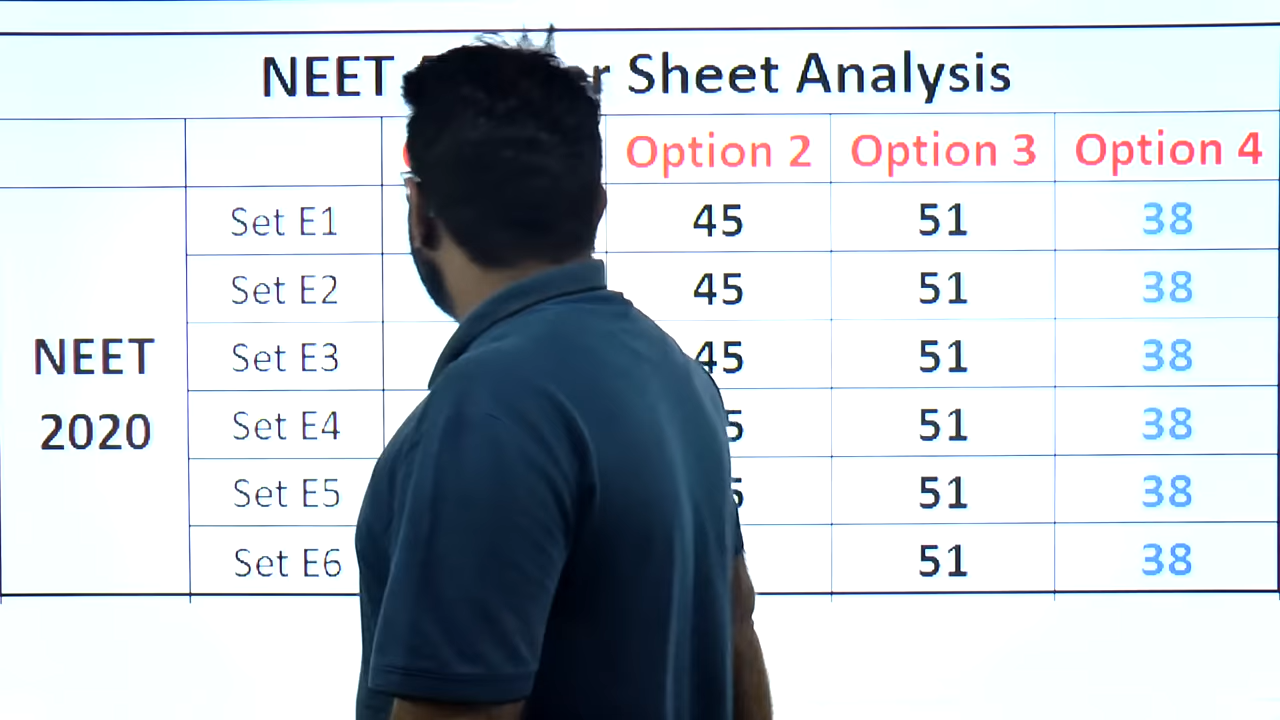 NEET Sheet Analysis
Option 2 Option 3 Option 4
Set E1 45 51 38
Set E2 45 51 38
Set E3 45 51 38
Set E4 5 51 38
Set E5 51 38
Set E6 51 38
NEET
2020